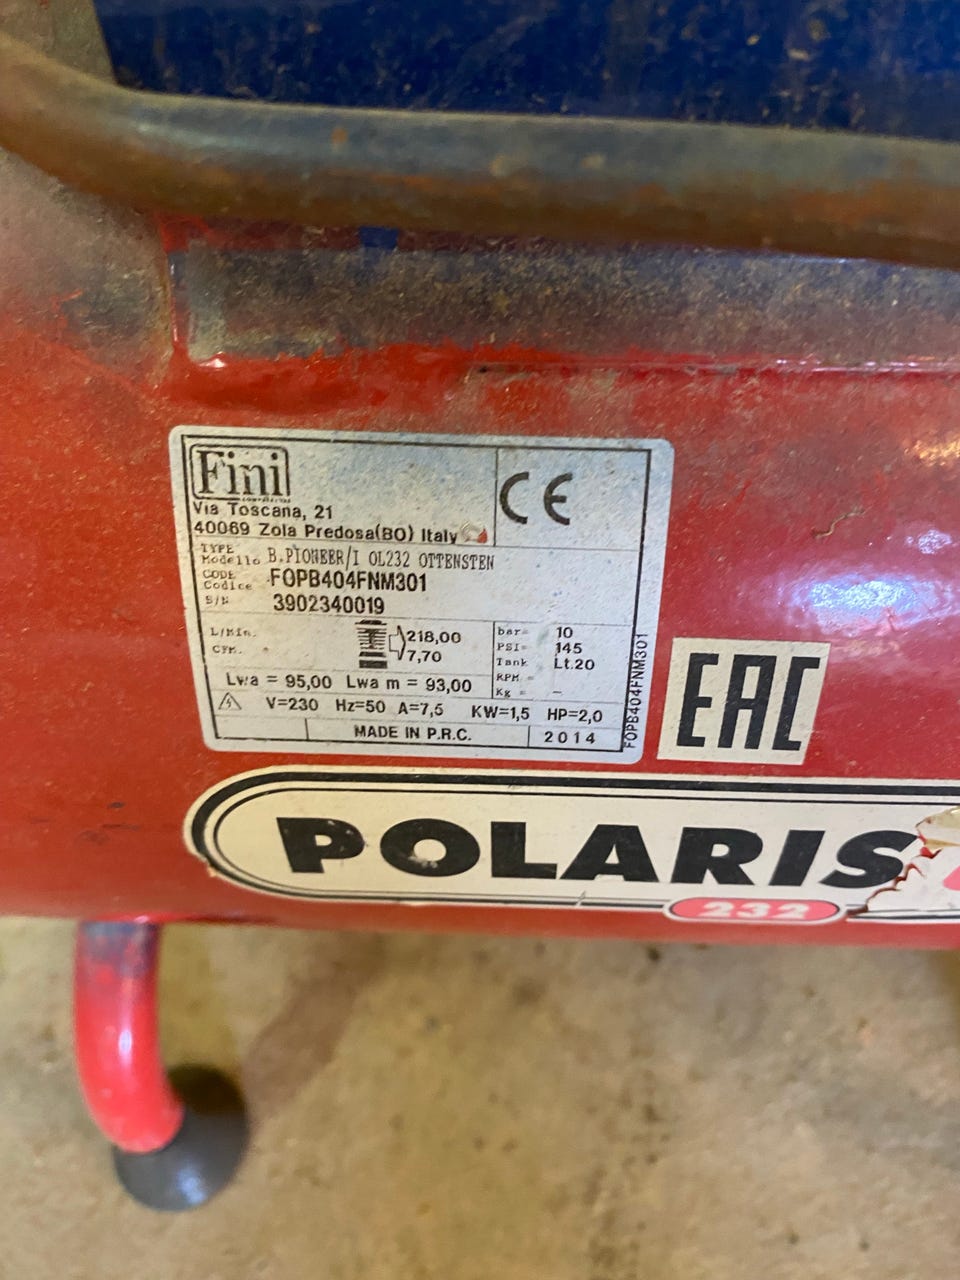 Fini
Via Toscana, 21
40069 Zola Predosa(BO) Italy
CE
TYPE
Modello B.PIONEER/I OL232 OTTENSTEN
CODE
Codice FOPB404FNM301
S/N 3902340019
L/Min. 218,00
CFM. 7,70
bar= 10
PSI= 145
Tank Lt.20
RPM =
Kg = -
Lwa = 95,00 Lwa m = 93,00
V=230 Hz=50 A=7,5 KW=1,5 HP=2,0
MADE IN P.R.C. 2014
FOPB404FNM301
EAC
POLARIS
232